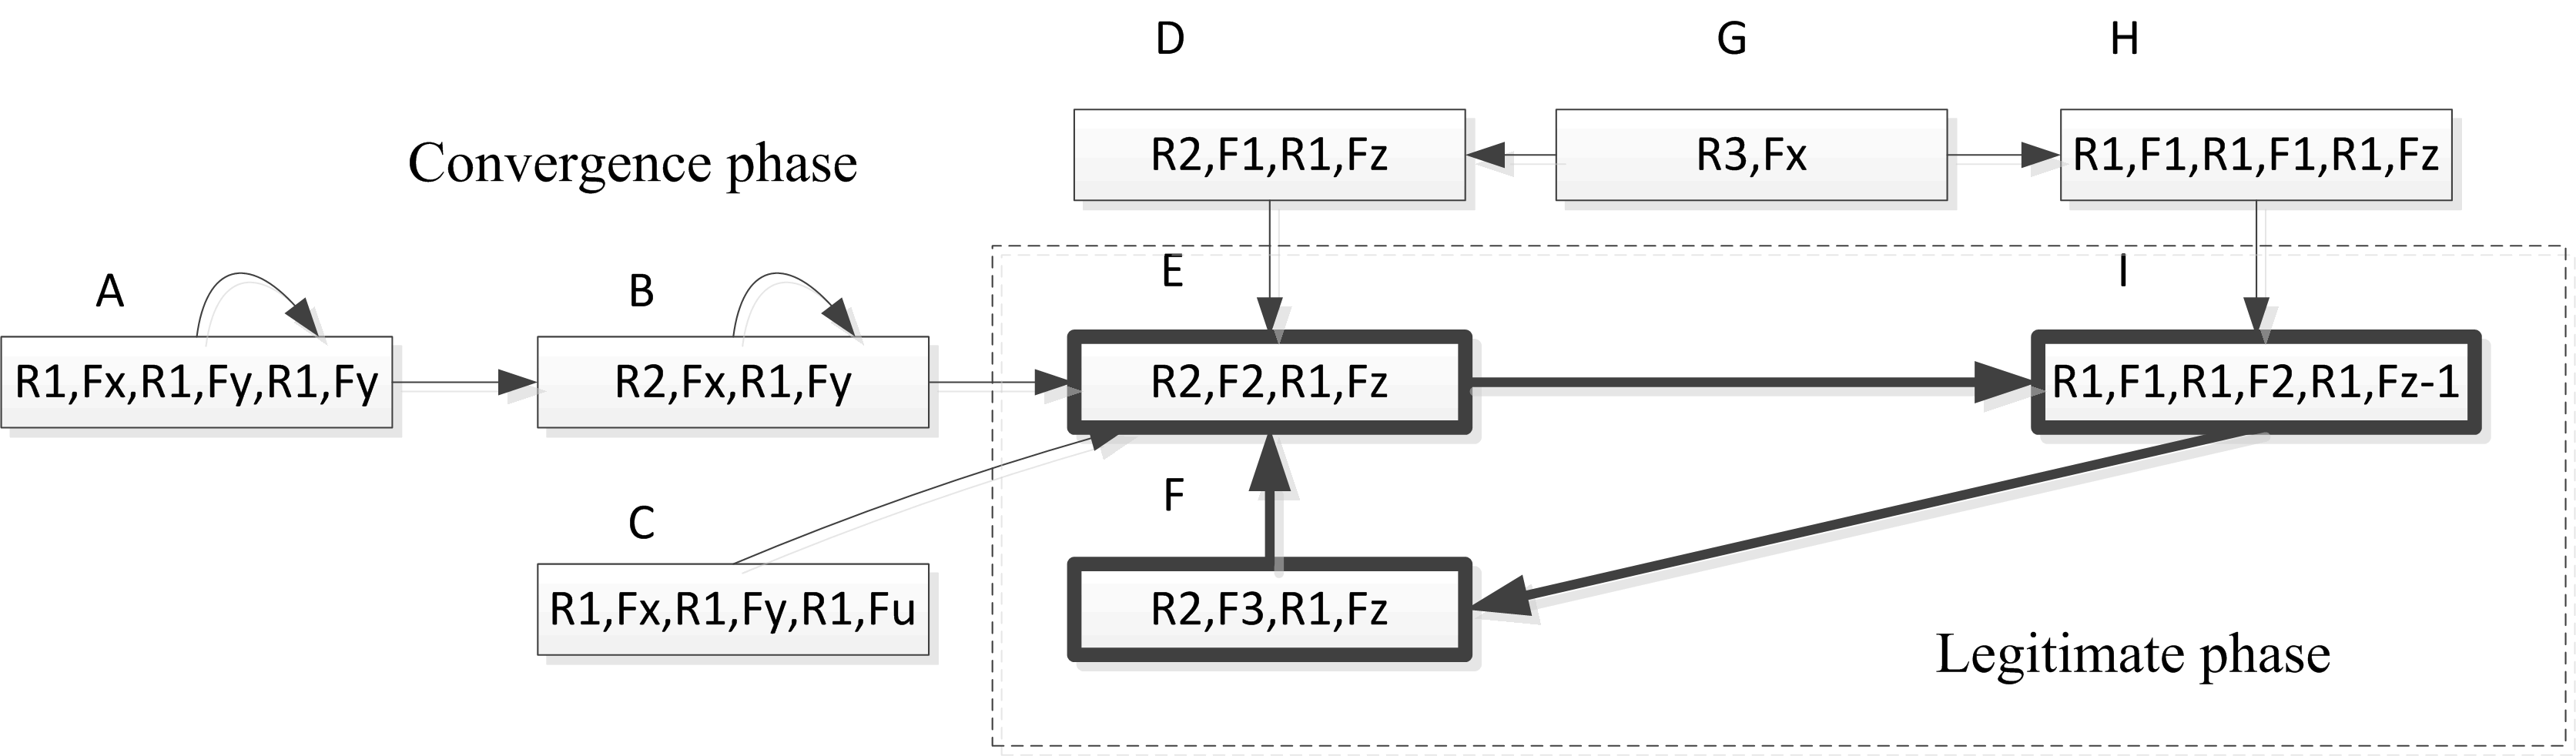 D
G
H
R2,F1,R1,Fz
R3,Fx
R1,F1,R1,F1,R1,Fz
Convergence phase
A
B
E
I
R1,Fx,R1,Fy,R1,Fy
R2,Fx,R1,Fy
R2,F2,R1,Fz
R1,F1,R1,F2,R1,Fz-1
C
F
R1,Fx,R1,Fy,R1,Fu
R2,F3,R1,Fz
Legitimate phase